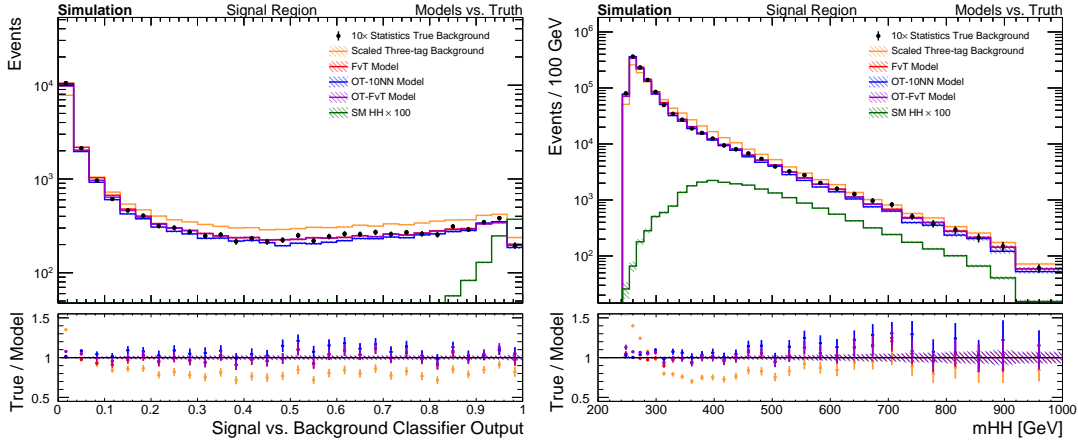 Simulation Signal Region Models vs. Truth
Events
10× Statistics True Background
Scaled Three-tag Background
FvT Model
OT-10NN Model
OT-FvT Model
SM HH × 100
10⁴
10³
10²
True / Model
1.5
1
0.5
0 0.1 0.2 0.3 0.4 0.5 0.6 0.7 0.8 0.9 1
Signal vs. Background Classifier Output
Simulation Signal Region Models vs. Truth
Events / 100 GeV
10× Statistics True Background
Scaled Three-tag Background
FvT Model
OT-10NN Model
OT-FvT Model
SM HH × 100
10⁶
10⁵
10⁴
10³
10²
True / Model
1.5
1
0.5
200 300 400 500 600 700 800 900 1000
mHH [GeV]